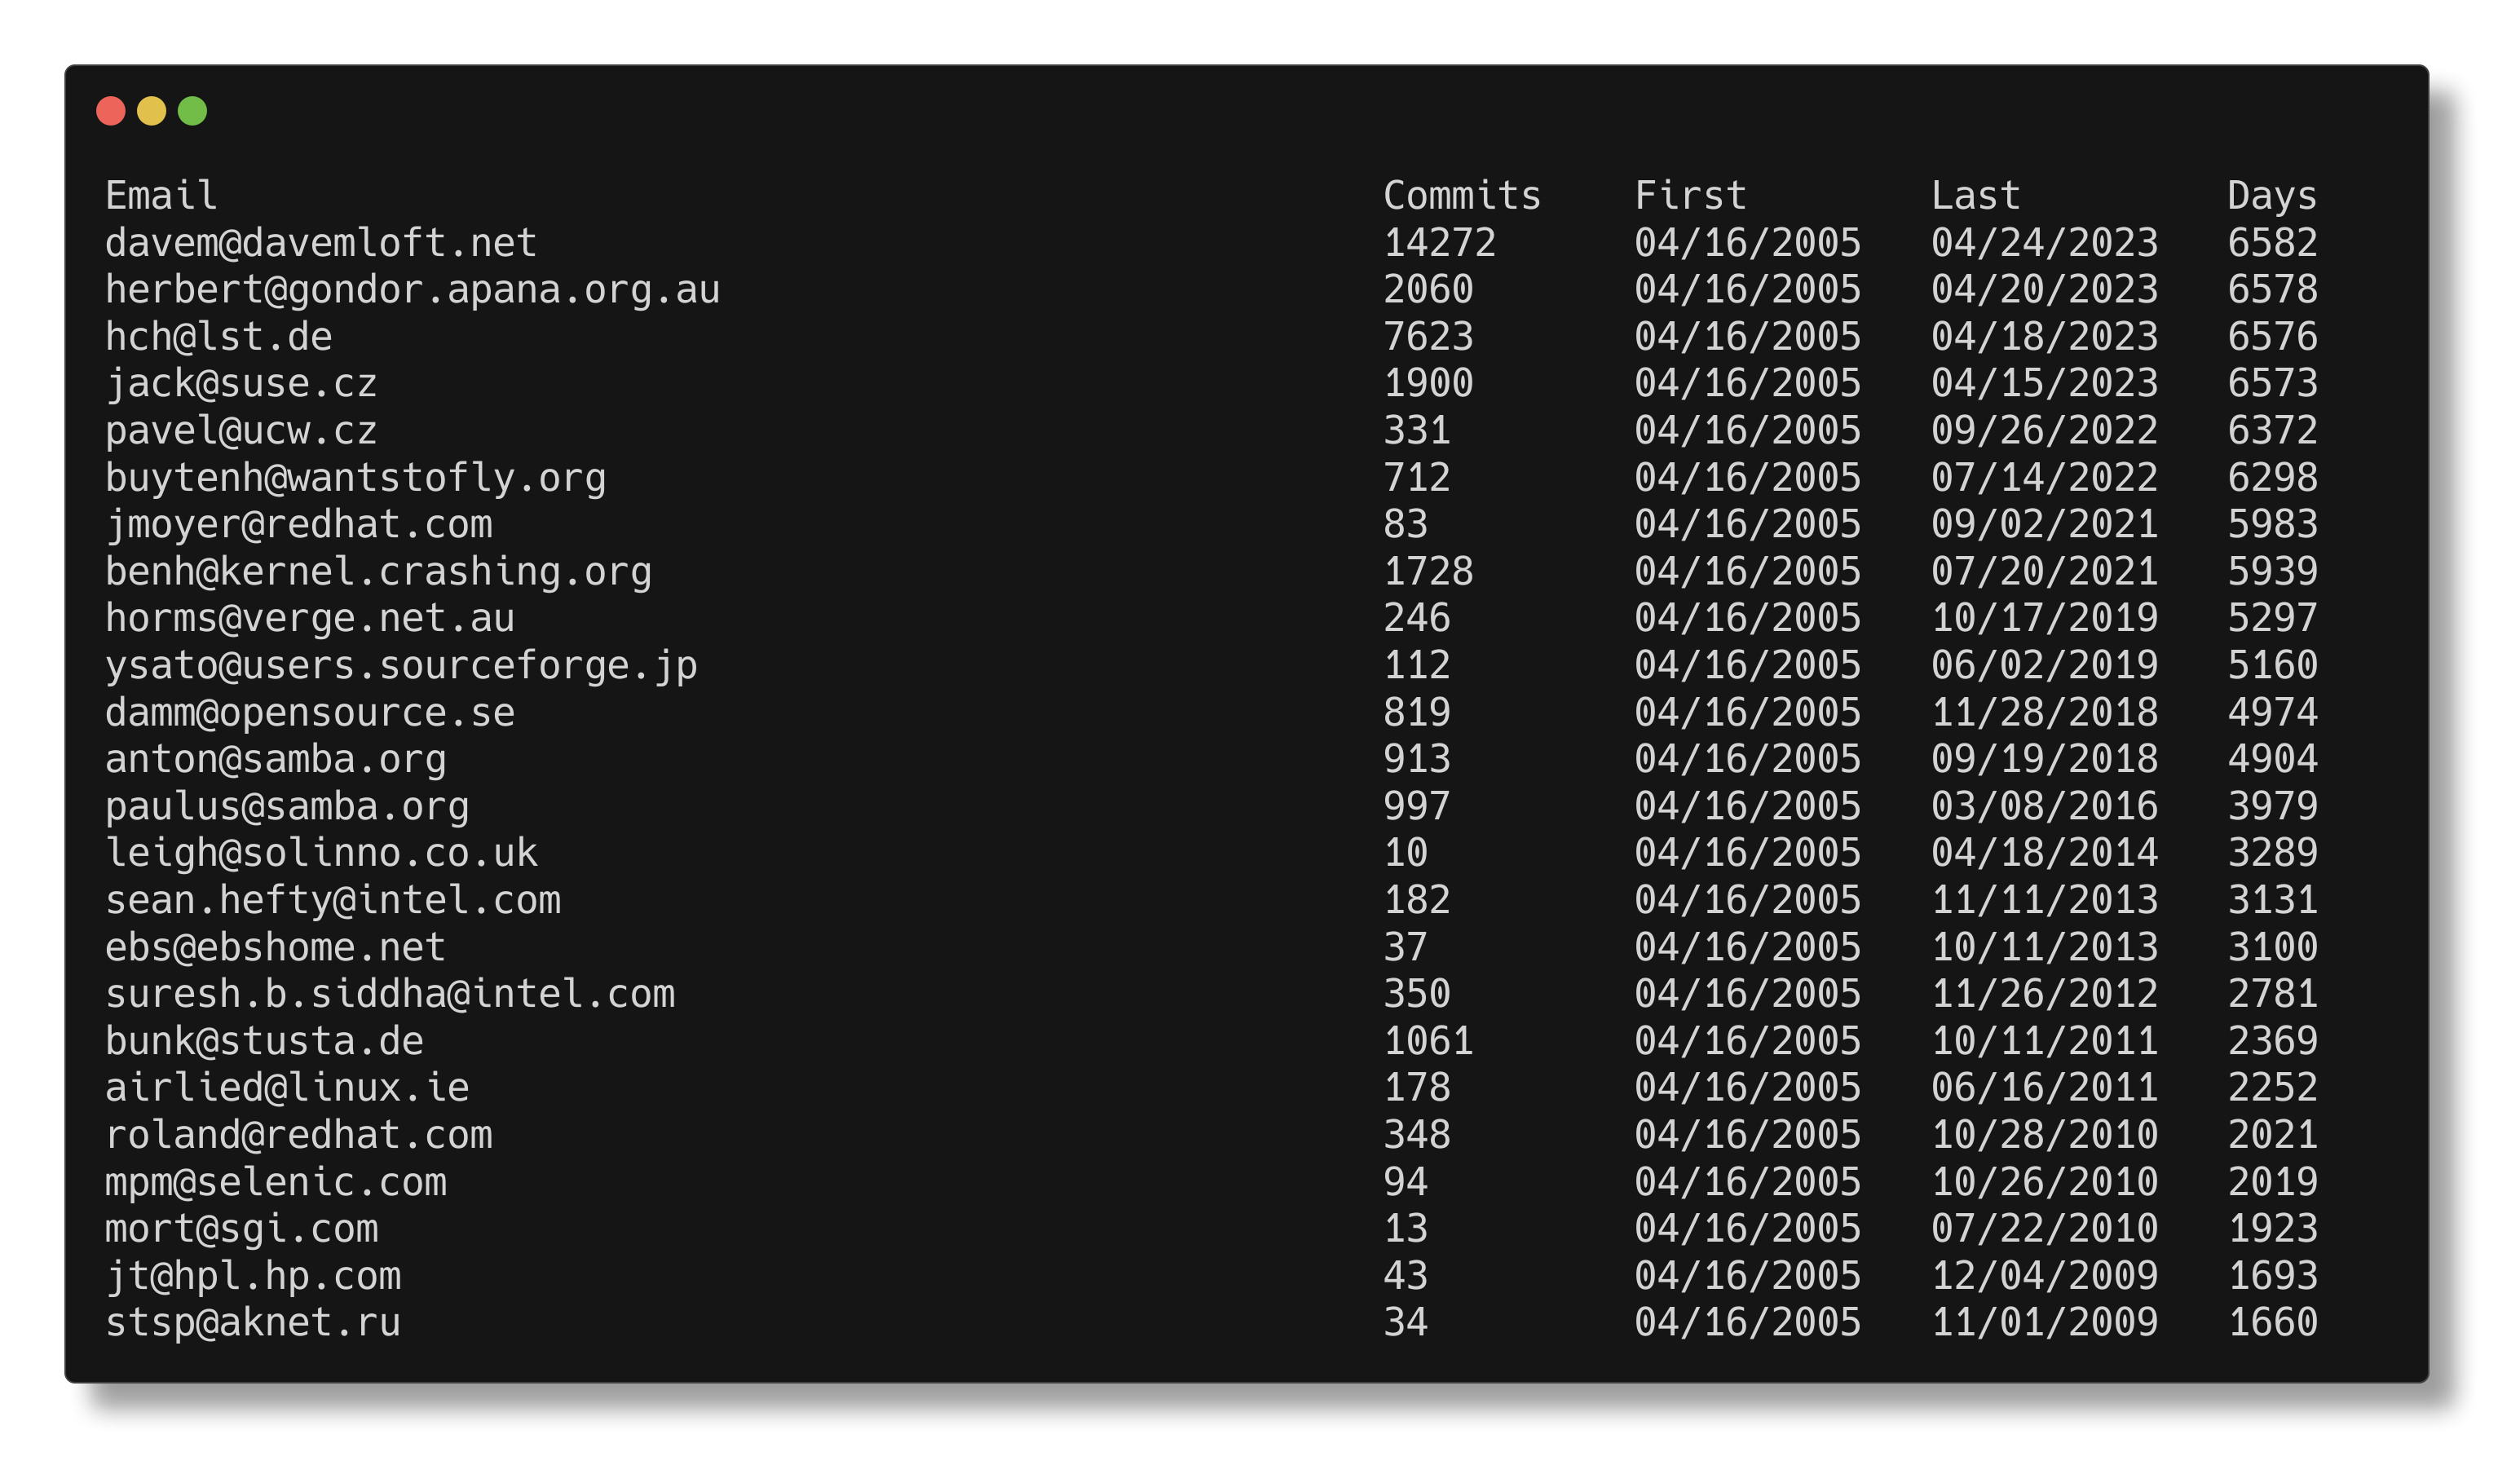 Email Commits First Last Days
davem@davemloft.net 14272 04/16/2005 04/24/2023 6582
herbert@gondor.apana.org.au 2060 04/16/2005 04/20/2023 6578
hch@lst.de 7623 04/16/2005 04/18/2023 6576
jack@suse.cz 1900 04/16/2005 04/15/2023 6573
pavel@ucw.cz 331 04/16/2005 09/26/2022 6372
buytenh@wantstofly.org 712 04/16/2005 07/14/2022 6298
jmoyer@redhat.com 83 04/16/2005 09/02/2021 5983
benh@kernel.crashing.org 1728 04/16/2005 07/20/2021 5939
horms@verge.net.au 246 04/16/2005 10/17/2019 5297
ysato@users.sourceforge.jp 112 04/16/2005 06/02/2019 5160
damm@opensource.se 819 04/16/2005 11/28/2018 4974
anton@samba.org 913 04/16/2005 09/19/2018 4904
paulus@samba.org 997 04/16/2005 03/08/2016 3979
leigh@solinno.co.uk 10 04/16/2005 04/18/2014 3289
sean.hefty@intel.com 182 04/16/2005 11/11/2013 3131
ebs@ebshome.net 37 04/16/2005 10/11/2013 3100
suresh.b.siddha@intel.com 350 04/16/2005 11/26/2012 2781
bunk@stusta.de 1061 04/16/2005 10/11/2011 2369
airlied@linux.ie 178 04/16/2005 06/16/2011 2252
roland@redhat.com 348 04/16/2005 10/28/2010 2021
mpm@selenic.com 94 04/16/2005 10/26/2010 2019
mort@sgi.com 13 04/16/2005 07/22/2010 1923
jt@hpl.hp.com 43 04/16/2005 12/04/2009 1693
stsp@aknet.ru 34 04/16/2005 11/01/2009 1660